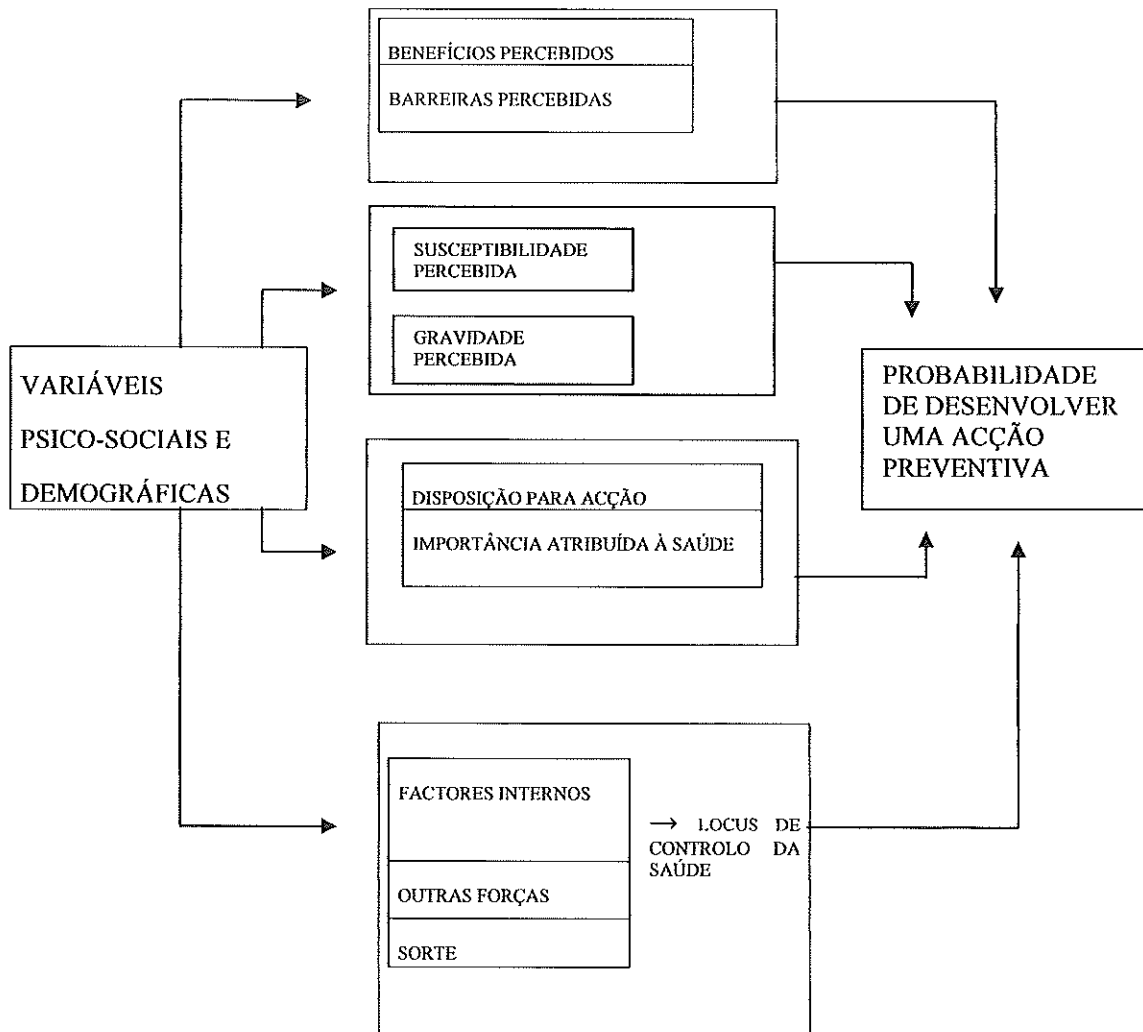 BENEFÍCIOS PERCEBIDOS
BARREIRAS PERCEBIDAS
SUSCEPTIBILIDADE
PERCEBIDA
GRAVIDADE
PERCEBIDA
VARIÁVEIS
PSICO-SOCIAIS E
DEMOGRÁFICAS
PROBABILIDADE
DE DESENVOLVER
UMA ACÇÃO
PREVENTIVA
DISPOSIÇÃO PARA ACÇÃO
IMPORTÂNCIA ATRIBUÍDA À SAÚDE
FACTORES INTERNOS
→ LOCUS DE
CONTROLO DA
SAÚDE
OUTRAS FORÇAS
SORTE